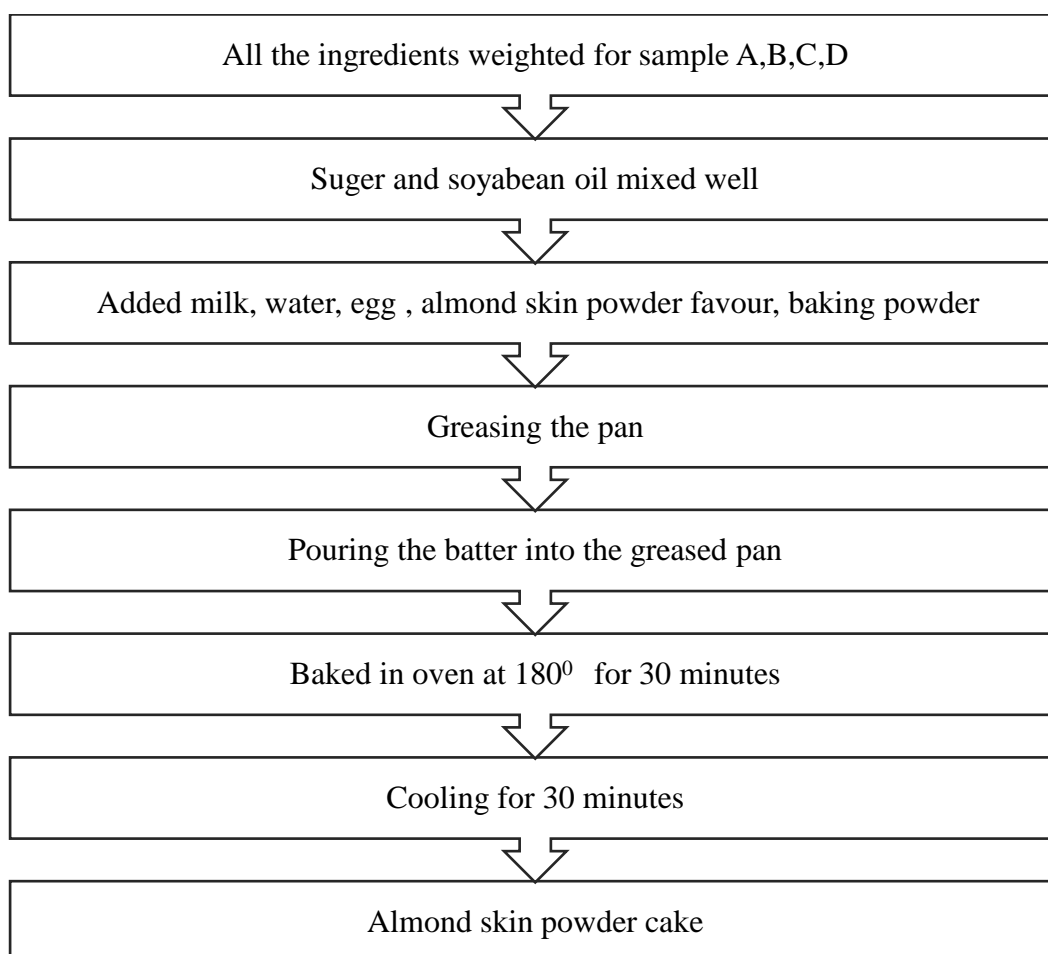 All the ingredients weighted for sample A,B,C,D
Suger and soyabean oil mixed well
Added milk, water, egg , almond skin powder favour, baking powder
Greasing the pan
Pouring the batter into the greased pan
Baked in oven at 180⁰ for 30 minutes
Cooling for 30 minutes
Almond skin powder cake